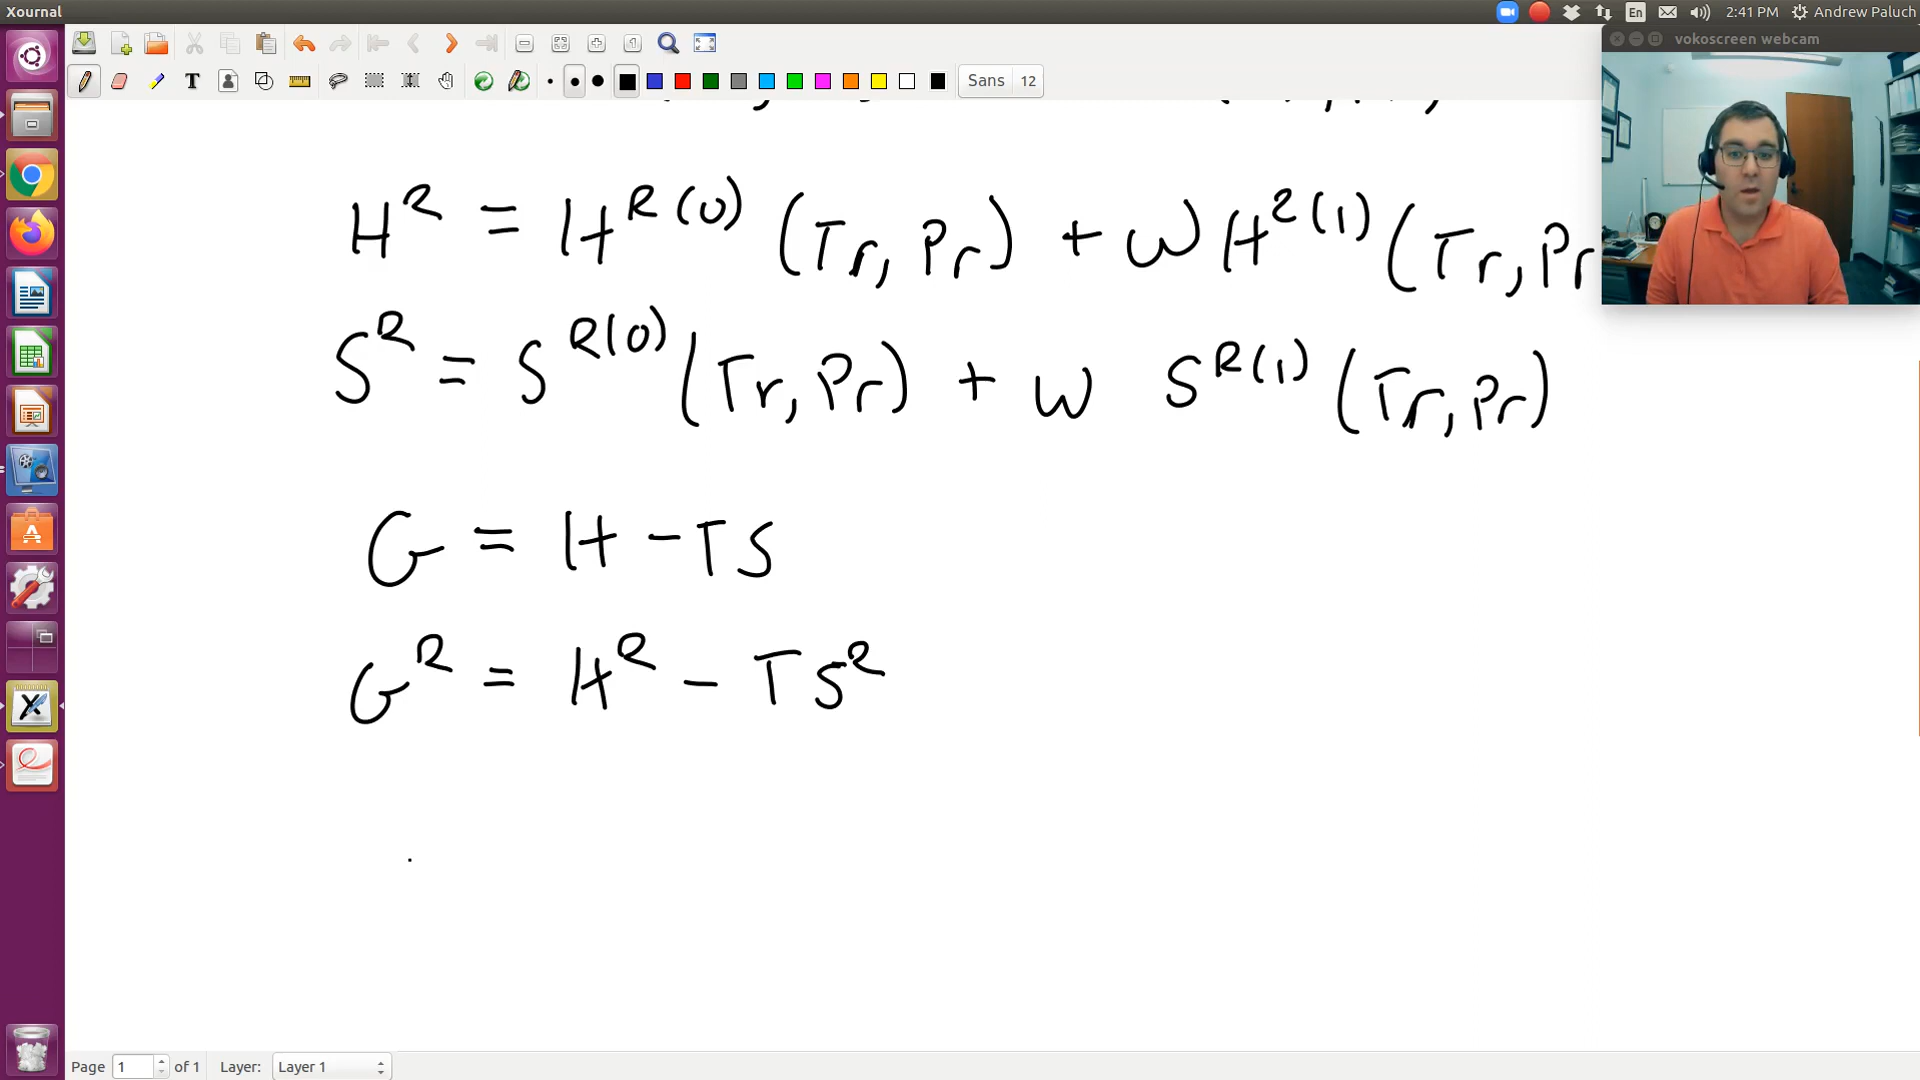 Xournal
En
2:41 PM
Andrew Paluch
vokoscreen webcam
Sans 12
H^R = H^R(0) (Tr, Pr) + ω H^R(1) (Tr, Pr
S^R = S^R(0) (Tr, Pr) + ω S^R(1) (Tr, Pr)
G = H - TS
G^R = H^R - T S^R
Page 1 of 1 Layer: Layer 1